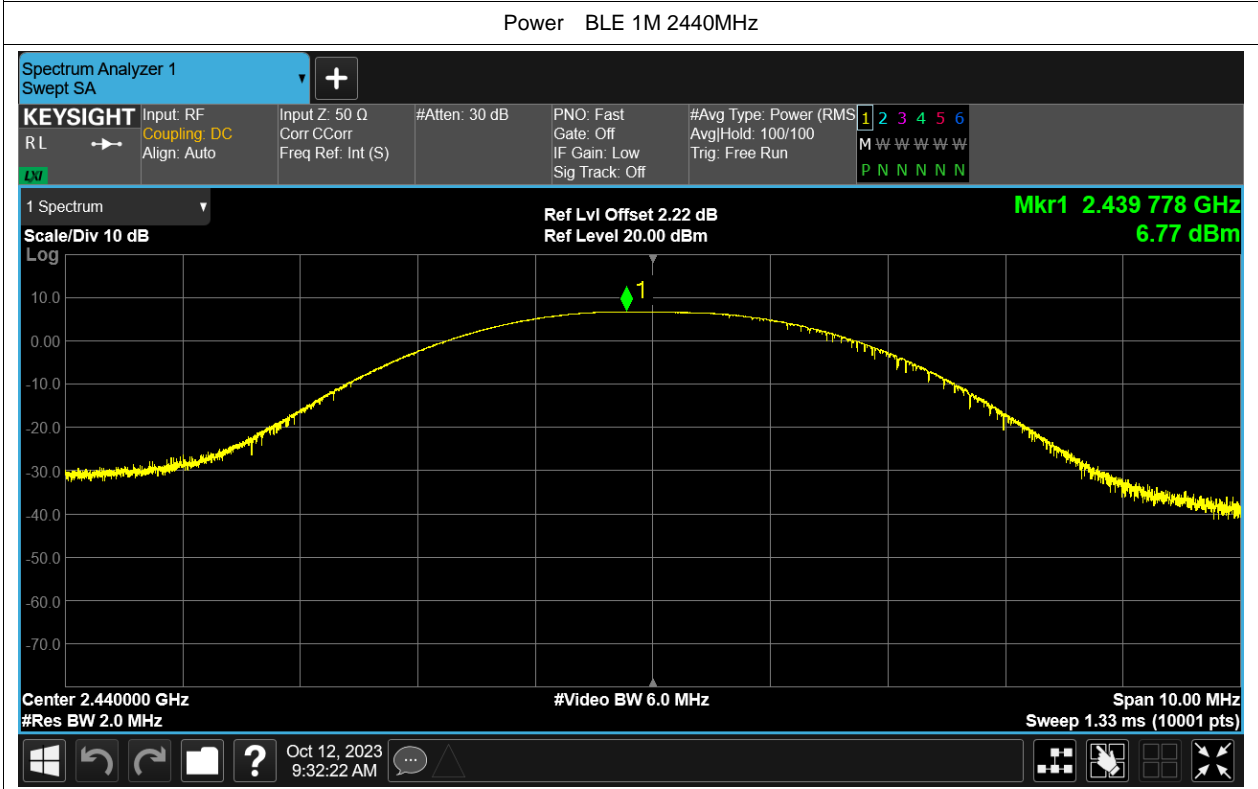 Power BLE 1M 2440MHz
Spectrum Analyzer 1
Swept SA
KEYSIGHT
R L
LXI
Input: RF
Coupling: DC
Align: Auto
Input Z: 50 Ω
Corr CCorr
Freq Ref: Int (S)
#Atten: 30 dB
PNO: Fast
Gate: Off
IF Gain: Low
Sig Track: Off
#Avg Type: Power (RMS
Avg|Hold: 100/100
Trig: Free Run
1 2 3 4 5 6
M W W W W W
P N N N N N
1 Spectrum
Scale/Div 10 dB
Log
Ref Lvl Offset 2.22 dB
Ref Level 20.00 dBm
Mkr1 2.439 778 GHz
6.77 dBm
1
10.0
0.00
-10.0
-20.0
-30.0
-40.0
-50.0
-60.0
-70.0
Center 2.440000 GHz
#Res BW 2.0 MHz
#Video BW 6.0 MHz
Span 10.00 MHz
Sweep 1.33 ms (10001 pts)
?
Oct 12, 2023
9:32:22 AM